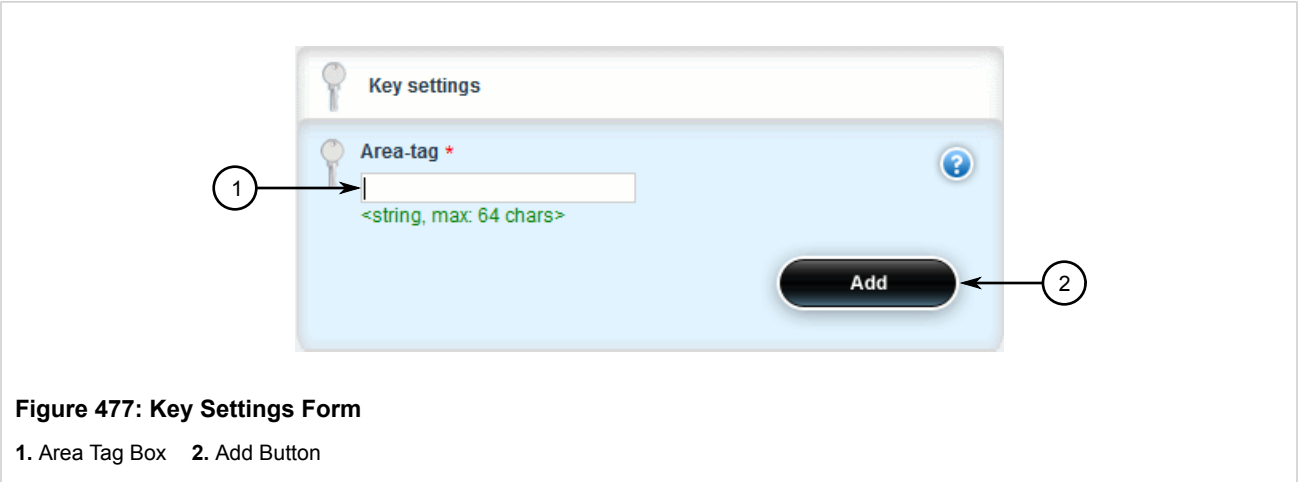 Key settings
Area-tag *
?
1
<string, max: 64 chars>
Add
2
Figure 477: Key Settings Form
1. Area Tag Box 2. Add Button